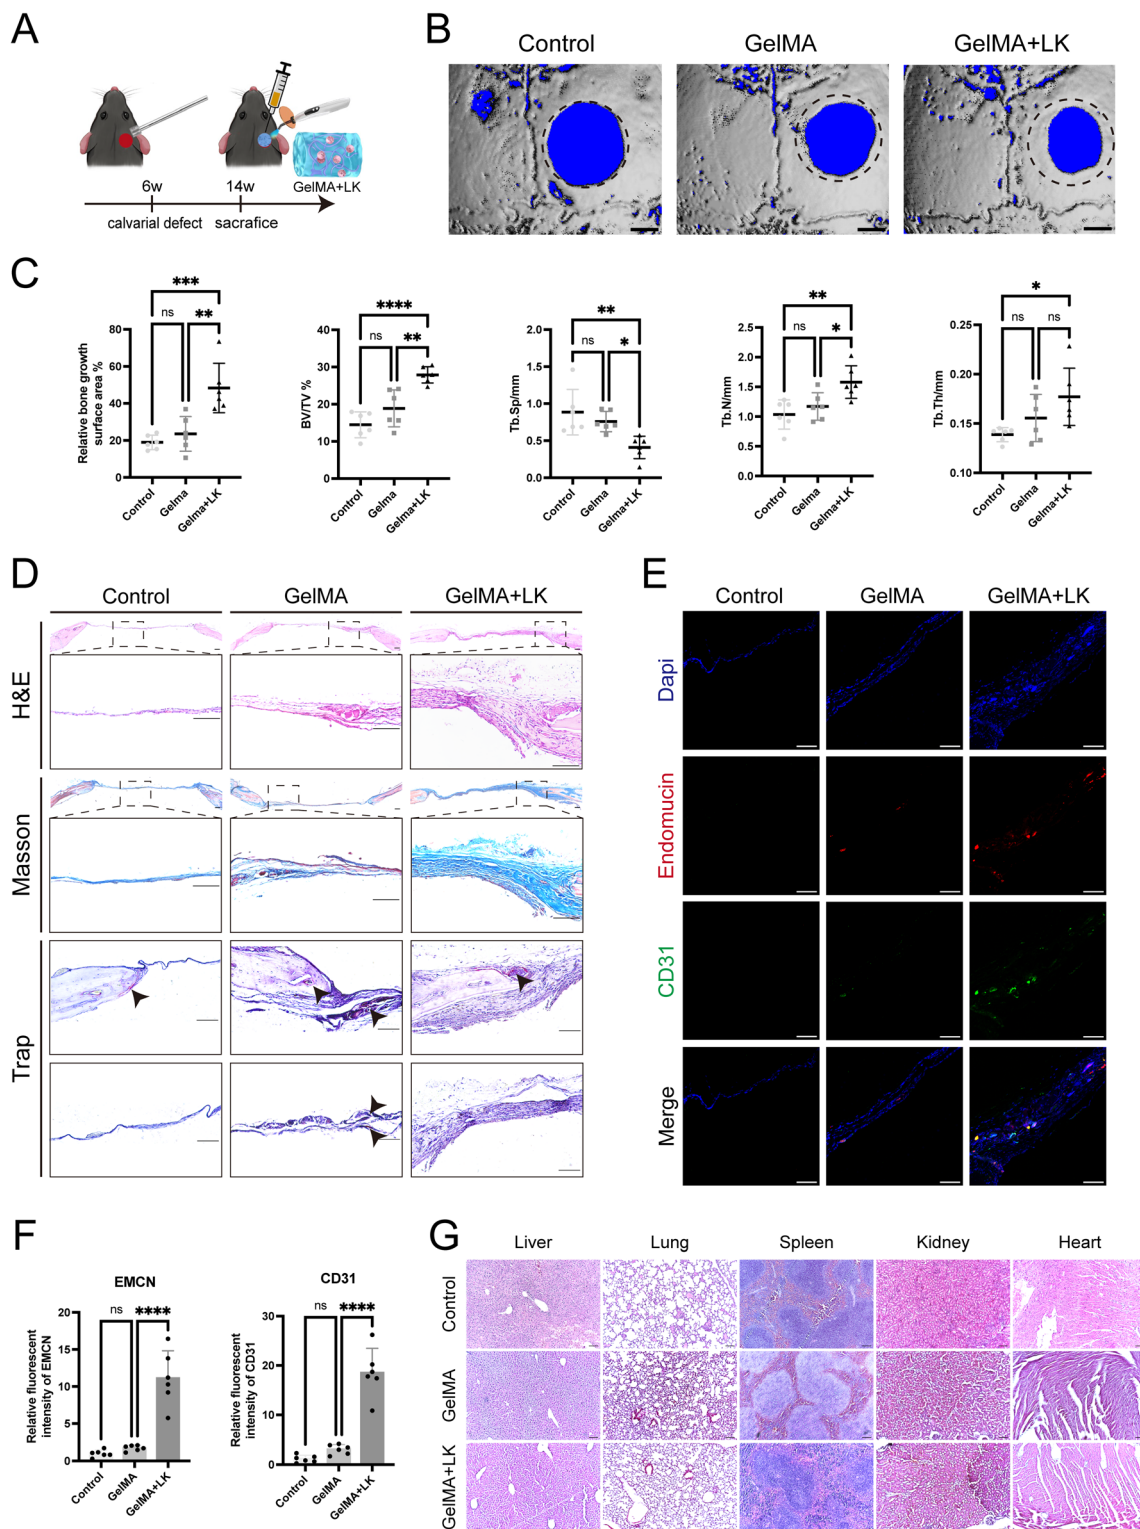 A
6w
14w
GelMA+LK
calvarial defect
sacrafice
B
Control
GelMA
GelMA+LK
C
Relative bone growth
surface area %
80
60
40
20
0
***
ns
**
Control
Gelma
Gelma+LK
BV/TV %
40
30
20
10
0
****
ns
**
Control
Gelma
Gelma+LK
Tb.Sp/mm
2.0
1.5
1.0
0.5
0.0
**
ns
*
Control
Gelma
Gelma+LK
Tb.N/mm
2.5
2.0
1.5
1.0
0.5
0.0
**
ns
*
Control
Gelma
Gelma+LK
Tb.Th/mm
0.25
0.20
0.15
0.10
*
ns
ns
Control
Gelma
Gelma+LK
D
Control
GelMA
GelMA+LK
H&E
Masson
Trap
E
Control
GelMA
GelMA+LK
Dapi
Endomucin
CD31
Merge
F
EMCN
Relative fluorescent
intensity of EMCN
20
15
10
5
0
ns
****
Control
GelMA
GelMA+LK
CD31
Relative fluorescent
intensity of CD31
30
20
10
0
ns
****
Control
GelMA
GelMA+LK
G
Liver
Lung
Spleen
Kidney
Heart
Control
GelMA
GelMA+LK